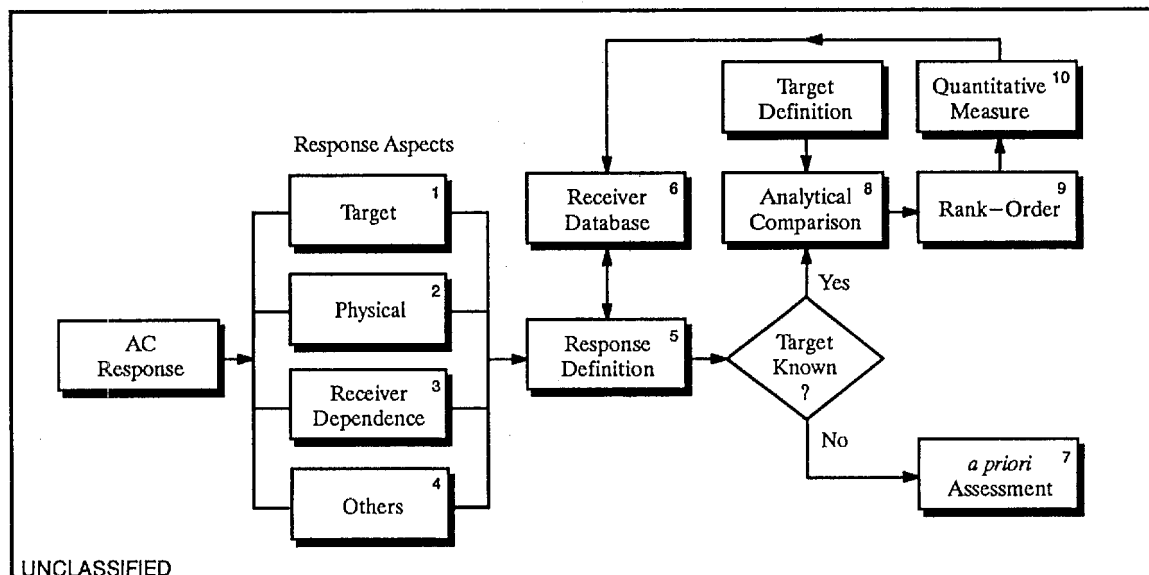 Response Aspects
AC
Response
1
Target
2
Physical
3
Receiver
Dependence
4
Others
5
Response
Definition
6
Receiver
Database
Target
Known
?
Yes
No
7
a priori
Assessment
Target
Definition
8
Analytical
Comparison
9
Rank-Order
10
Quantitative
Measure
UNCLASSIFIED